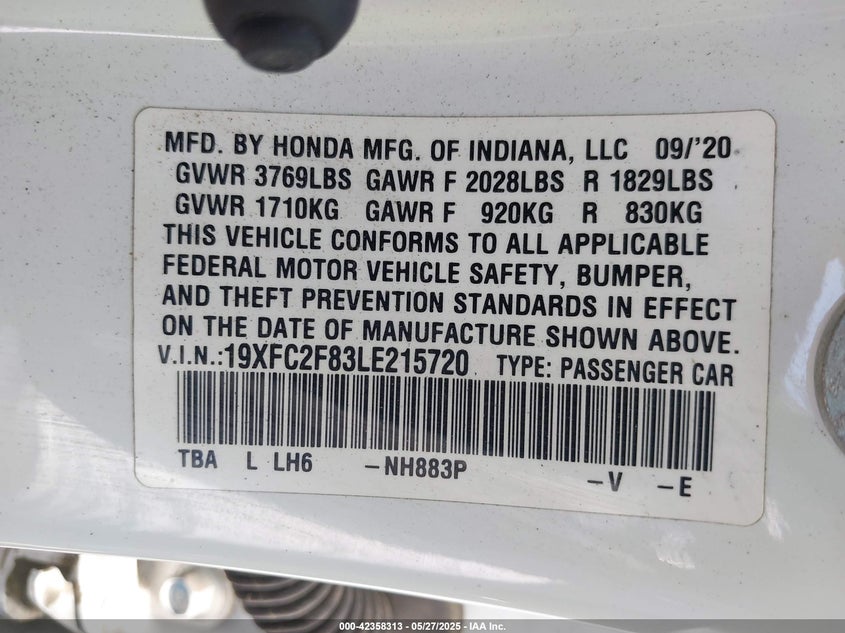 MFD. BY HONDA MFG. OF INDIANA, LLC 09/'20
GVWR 3769LBS GAWR F 2028LBS R 1829LBS
GVWR 1710KG GAWR F 920KG R 830KG
THIS VEHICLE CONFORMS TO ALL APPLICABLE
FEDERAL MOTOR VEHICLE SAFETY, BUMPER,
AND THEFT PREVENTION STANDARDS IN EFFECT
ON THE DATE OF MANUFACTURE SHOWN ABOVE.
V.I.N.:19XFC2F83LE215720 TYPE: PASSENGER CAR
TBA L LH6 -NH883P -V -E
000-42358313 — 05/27/2025 — IAA Inc.